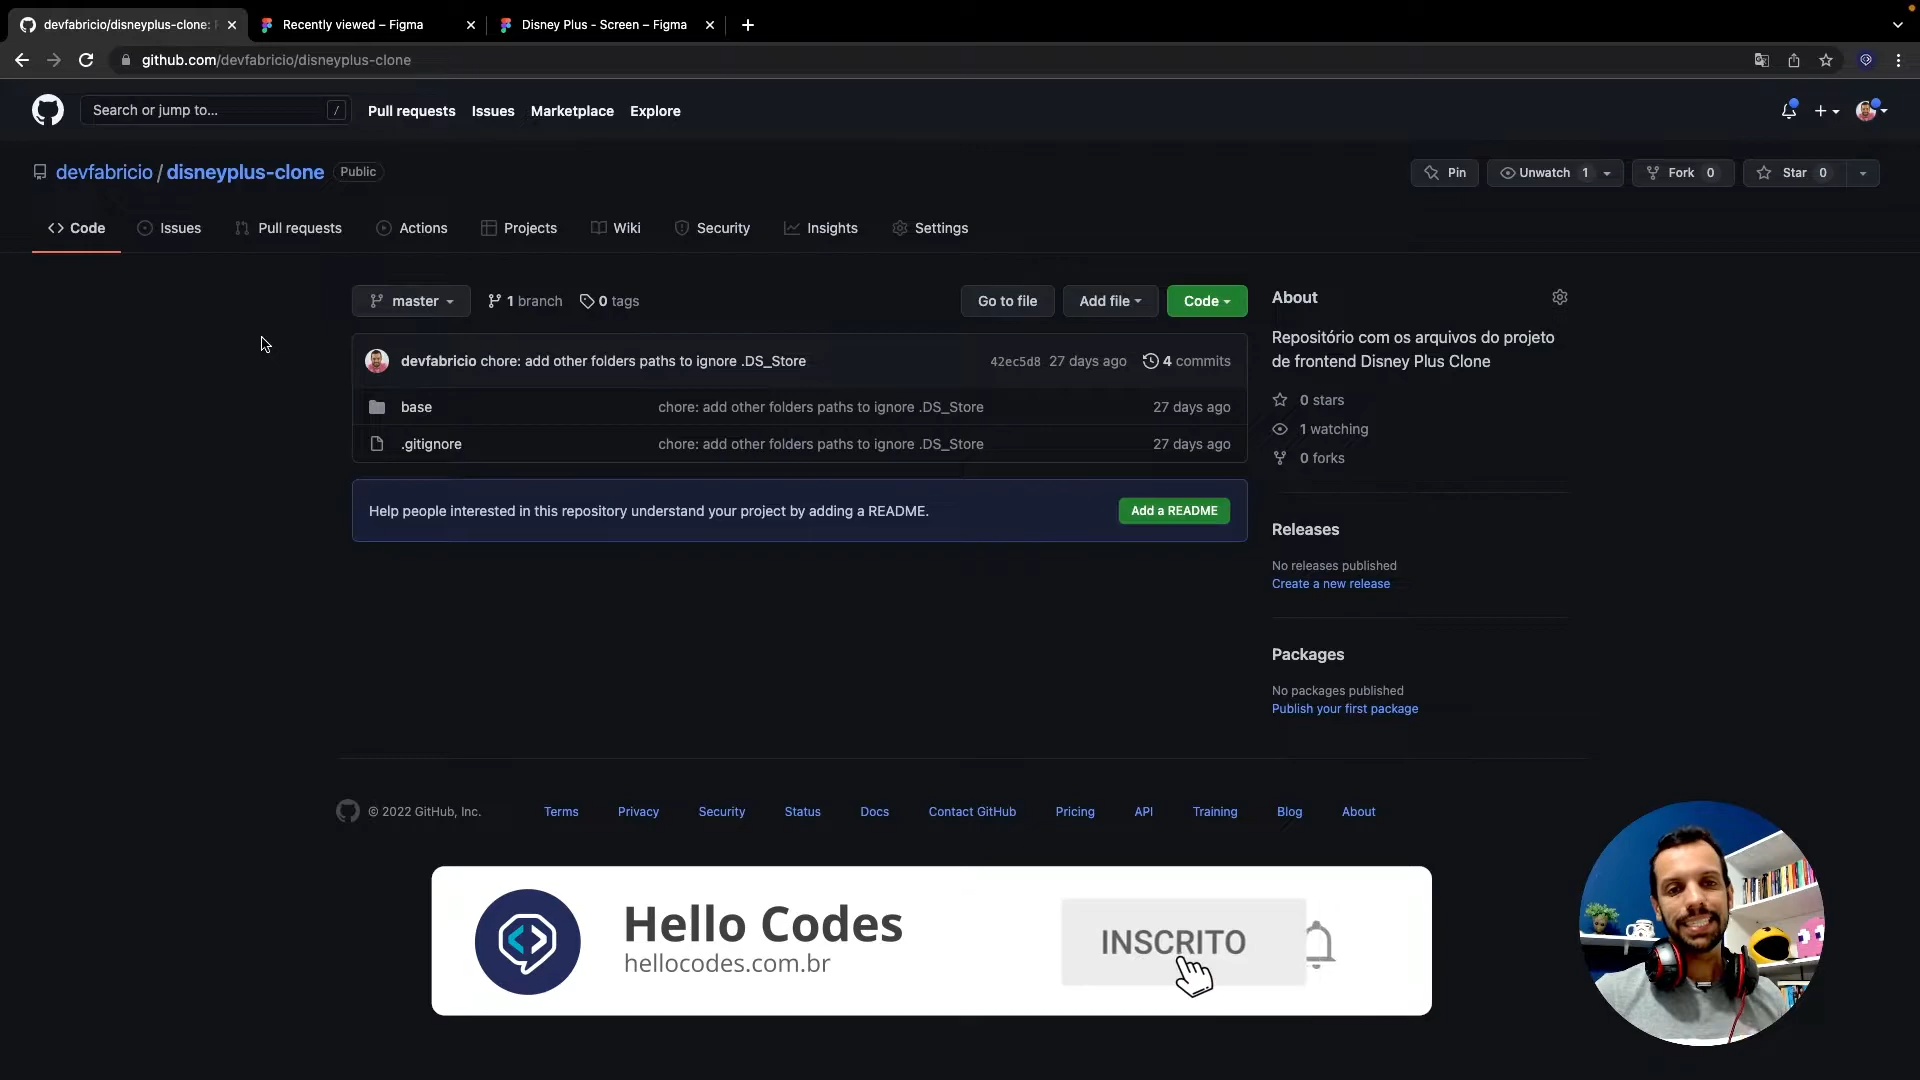 devfabricio/disneyplus-clone:
Recently viewed – Figma
Disney Plus - Screen – Figma
github.com/devfabricio/disneyplus-clone
Search or jump to...
/
Pull requests
Issues
Marketplace
Explore
devfabricio / disneyplus-clone
Public
Pin
Unwatch 1
Fork 0
Star 0
Code
Issues
Pull requests
Actions
Projects
Wiki
Security
Insights
Settings
master
1 branch
0 tags
Go to file
Add file
Code
devfabricio chore: add other folders paths to ignore .DS_Store
42ec5d8 27 days ago
4 commits
base
chore: add other folders paths to ignore .DS_Store
27 days ago
.gitignore
chore: add other folders paths to ignore .DS_Store
27 days ago
Help people interested in this repository understand your project by adding a README.
Add a README
About
Repositório com os arquivos do projeto
de frontend Disney Plus Clone
0 stars
1 watching
0 forks
Releases
No releases published
Create a new release
Packages
No packages published
Publish your first package
© 2022 GitHub, Inc.
Terms
Privacy
Security
Status
Docs
Contact GitHub
Pricing
API
Training
Blog
About
Hello Codes
hellocodes.com.br
INSCRITO